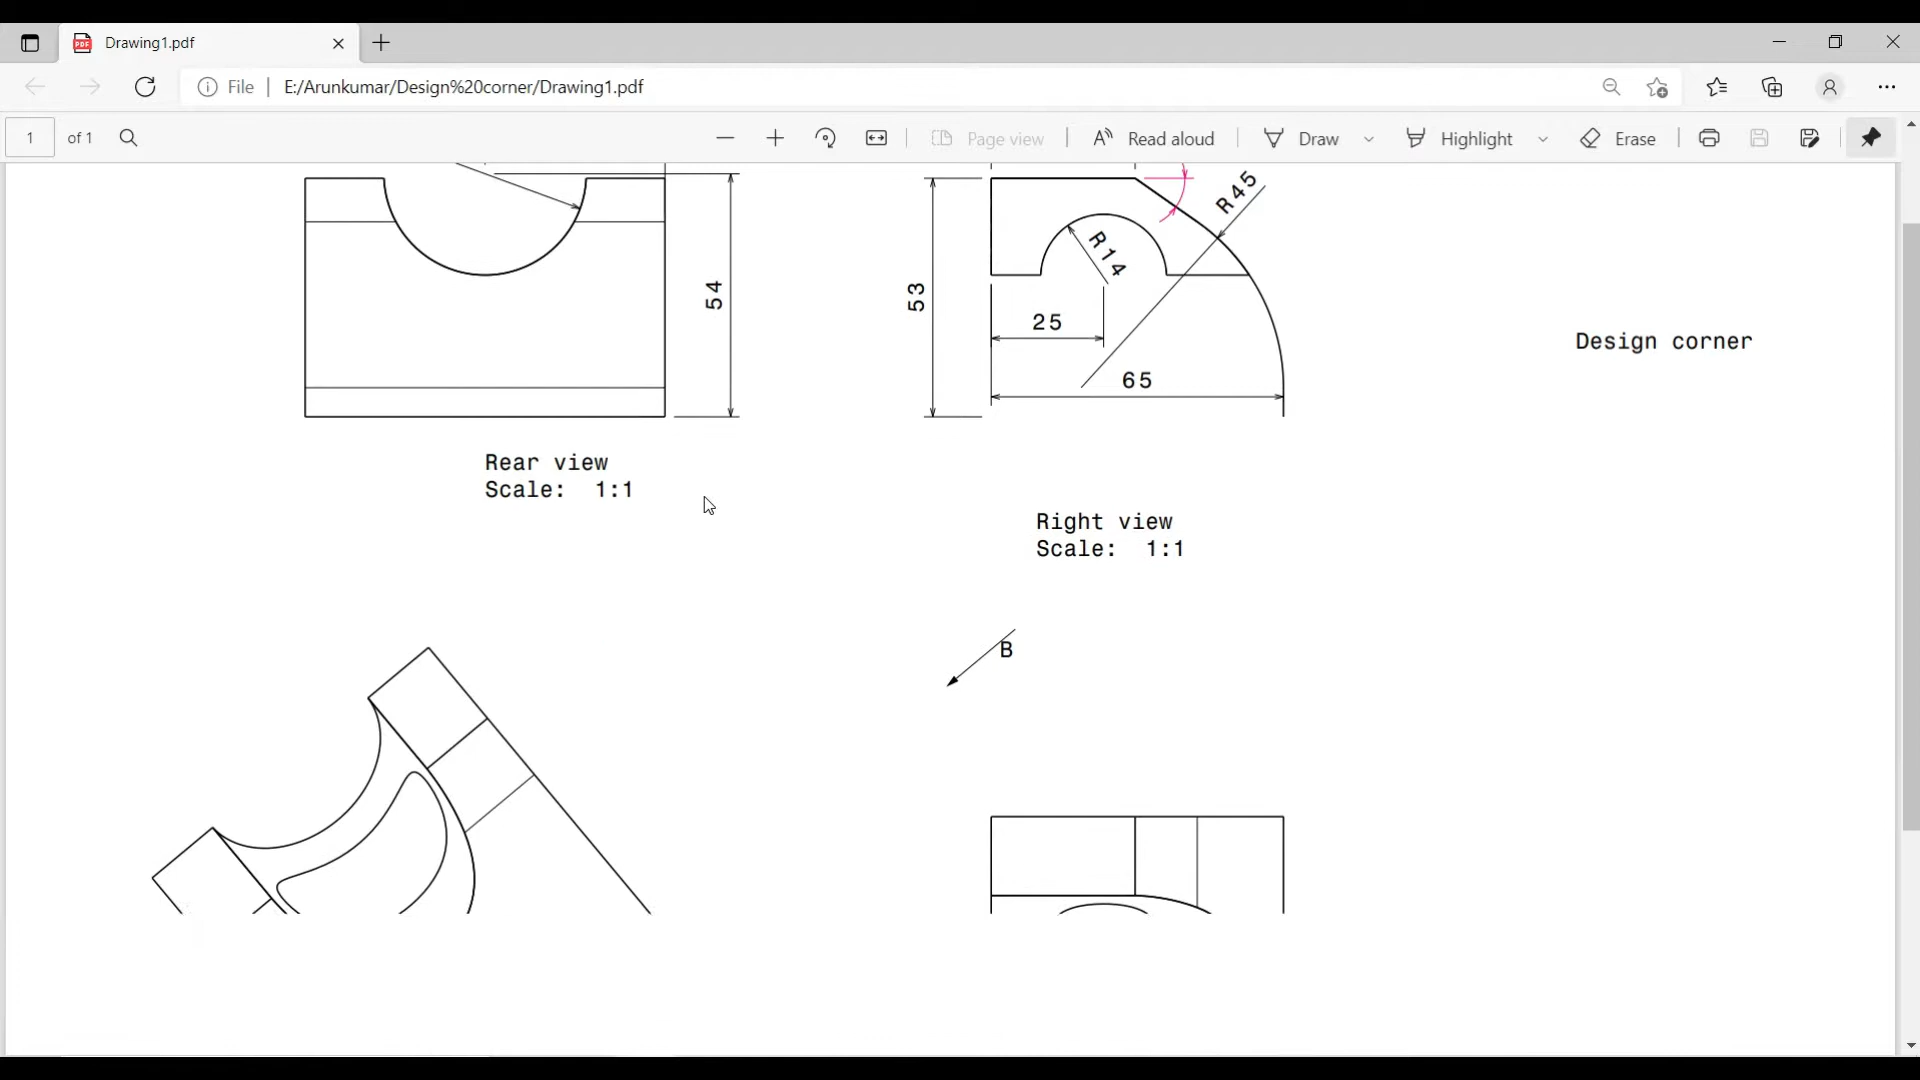 Drawing1.pdf
File
E:/Arunkumar/Design%20corner/Drawing1.pdf
1 of 1
Page view
Read aloud
Draw
Highlight
Erase
R45
R14
54
53
25
65
Design corner
Rear view
Scale: 1:1
Right view
Scale: 1:1
B